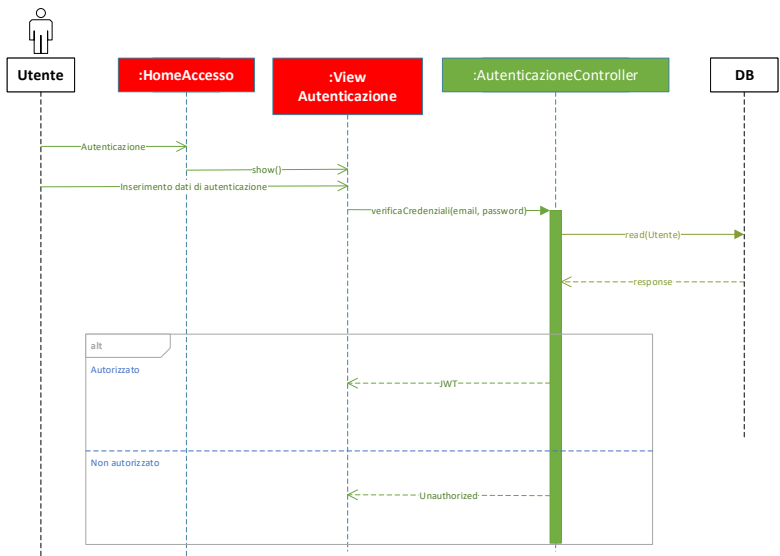 Utente
:HomeAccesso
:View
Autenticazione
:AutenticazioneController
DB
Autenticazione
show()
Inserimento dati di autenticazione
verificaCredenziali(email, password)
read(Utente)
response
alt
Autorizzato
JWT
Non autorizzato
Unauthorized